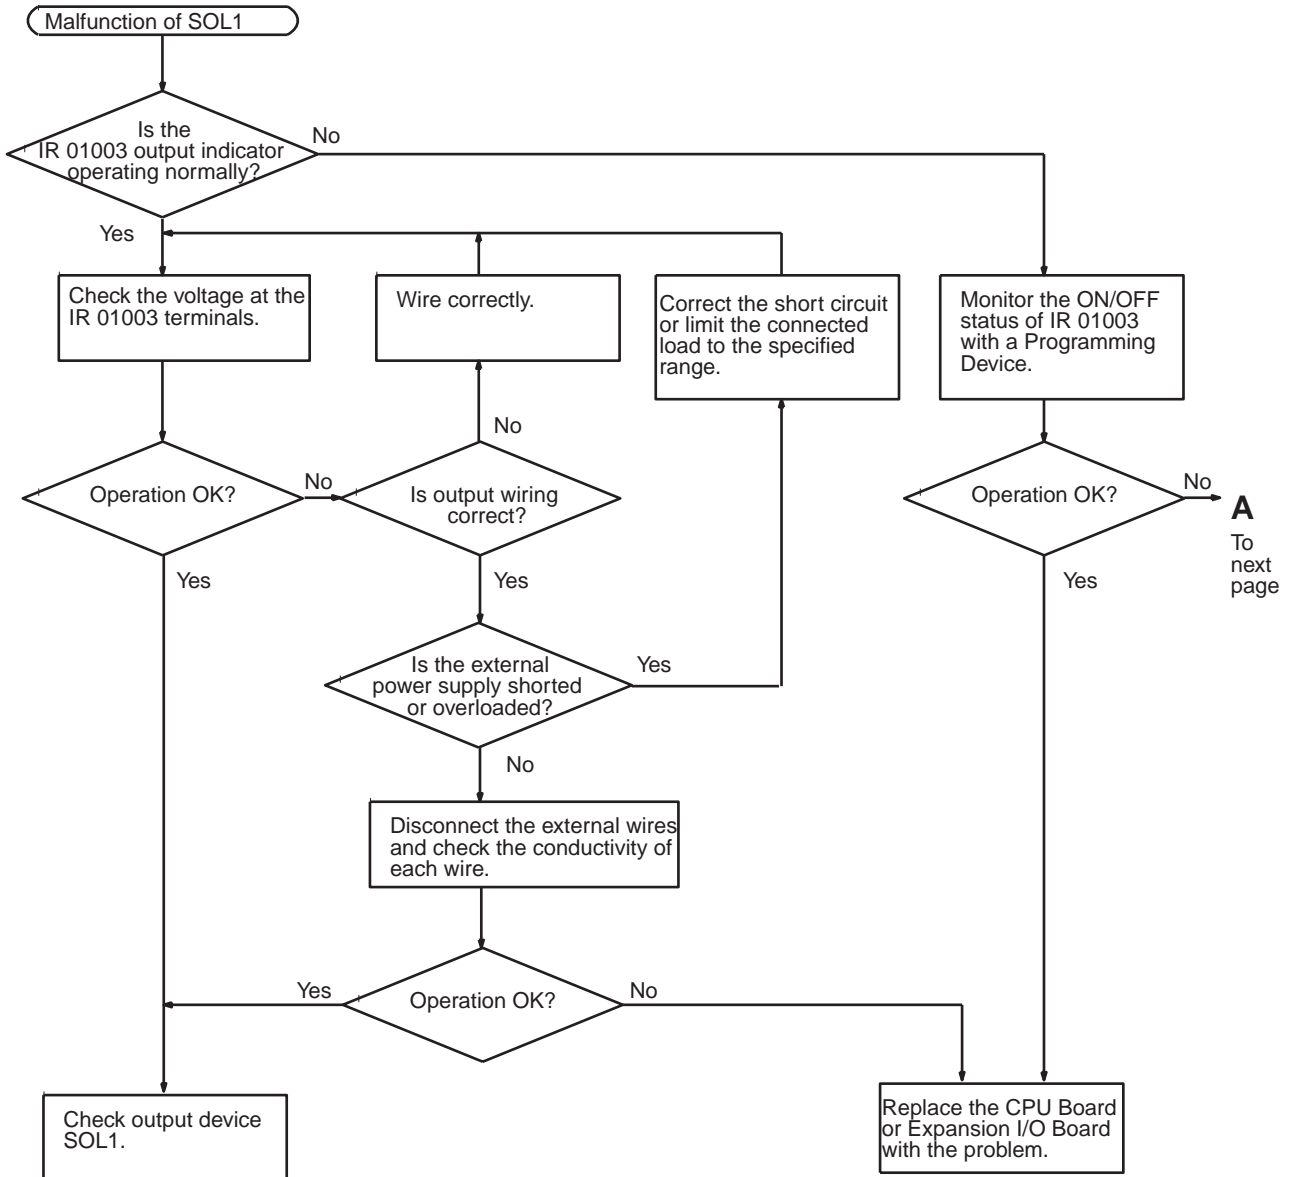 Malfunction of SOL1
Is the
IR 01003 output indicator
operating normally?
No
Yes
Check the voltage at the
IR 01003 terminals.
Wire correctly.
Correct the short circuit
or limit the connected
load to the specified
range.
Monitor the ON/OFF
status of IR 01003
with a Programming
Device.
No
Operation OK?
No
Is output wiring
correct?
Operation OK?
No
A
To
next
page
Yes
Yes
Yes
Is the external
power supply shorted
or overloaded?
Yes
No
Disconnect the external wires
and check the conductivity of
each wire.
Yes
Operation OK?
No
Check output device
SOL1.
Replace the CPU Board
or Expansion I/O Board
with the problem.